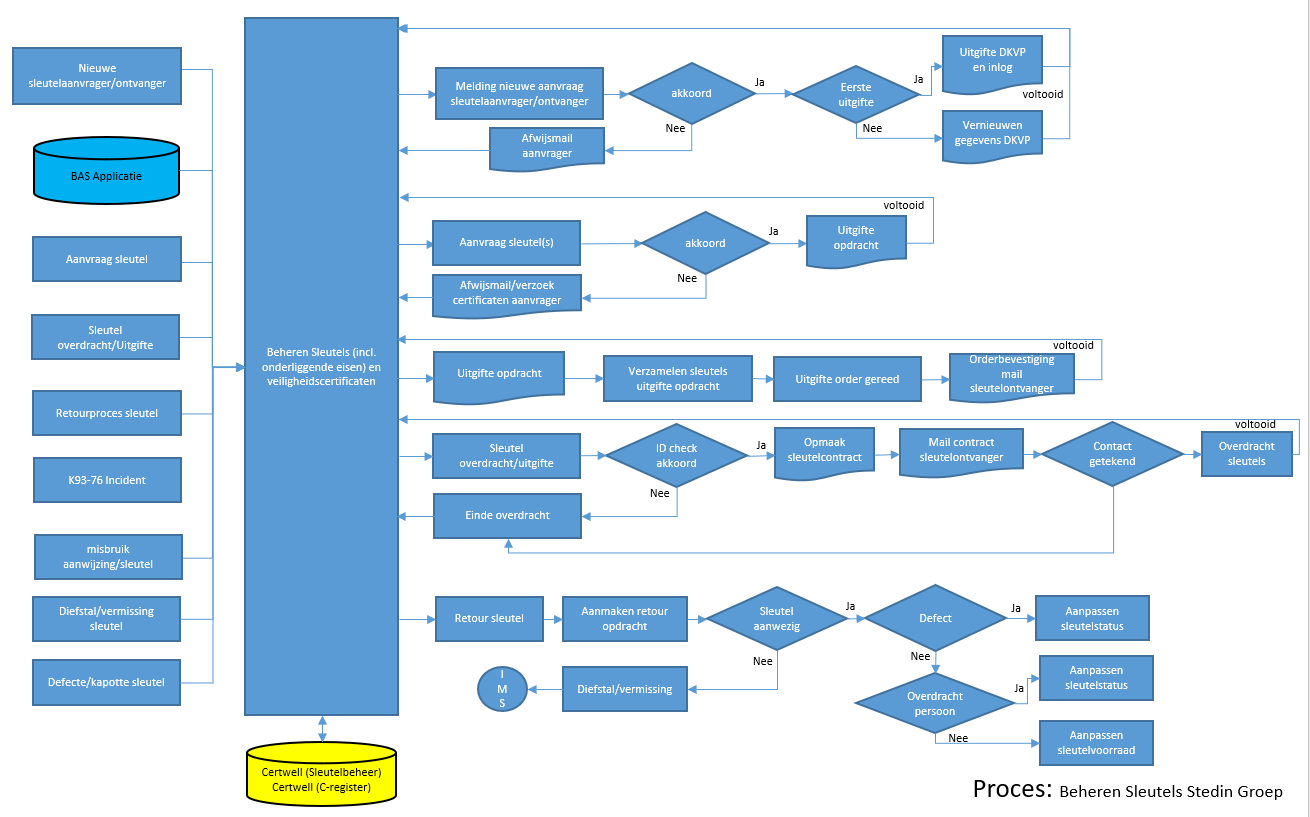 Nieuwe
sleutelaanvrager/ontvanger
BAS Applicatie
Aanvraag sleutel
Sleutel
overdracht/Uitgifte
Retourproces sleutel
K93-76 Incident
misbruik
aanwijzing/sleutel
Diefstal/vermissing
sleutel
Defecte/kapotte sleutel
Beheren Sleutels (incl.
onderliggende eisen) en
veiligheidscertificaten
Certwell (Sleutelbeheer)
Certwell (C-register)
Melding nieuwe aanvraag
sleutelaanvrager/ontvanger
akkoord
Ja
Nee
Afwijsmail
aanvrager
Eerste
uitgifte
Ja
Nee
Uitgifte DKVP
en inlog
voltooid
Vernieuwen
gegevens DKVP
Aanvraag sleutel(s)
akkoord
Ja
Nee
Uitgifte
opdracht
voltooid
Afwijsmail/verzoek
certificaten aanvrager
Uitgifte opdracht
Verzamelen sleutels
uitgifte opdracht
Uitgifte order gereed
Orderbevestiging
mail
sleutelontvanger
voltooid
Sleutel
overdracht/uitgifte
ID check
akkoord
Ja
Nee
Opmaak
sleutelcontract
Mail contract
sleutelontvanger
Contact
getekend
voltooid
Overdracht
sleutels
Einde overdracht
Retour sleutel
Aanmaken retour
opdracht
Sleutel
aanwezig
Ja
Nee
Defect
Ja
Nee
Aanpassen
sleutelstatus
Diefstal/vermissing
I
M
S
Overdracht
persoon
Ja
Nee
Aanpassen
sleutelstatus
Aanpassen
sleutelvoorraad
Proces: Beheren Sleutels Stedin Groep